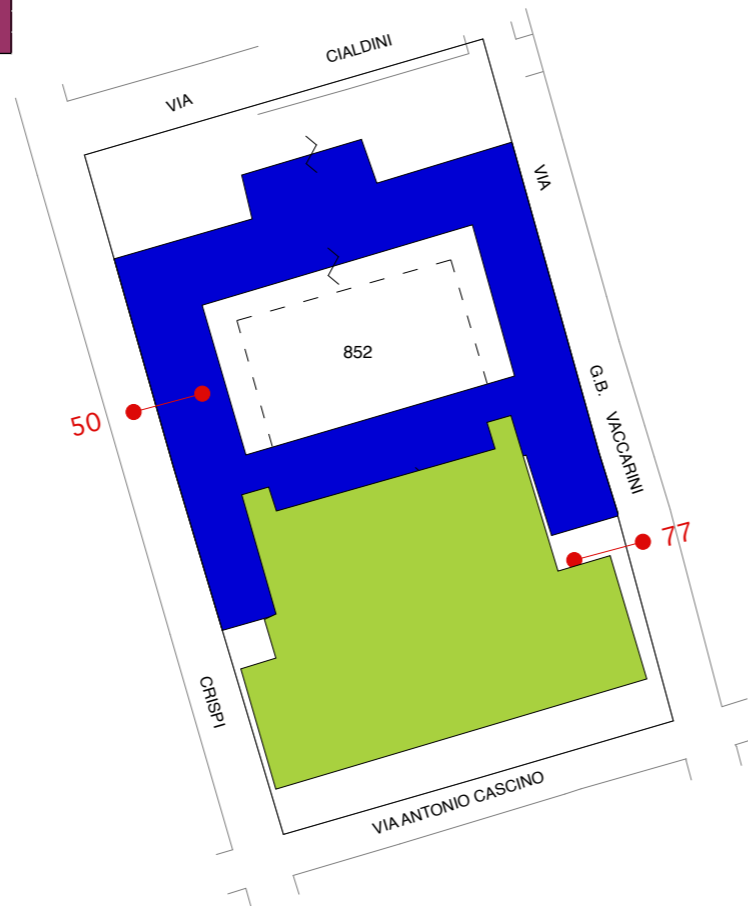 VIA CIALDINI
VIA G.B. VACCARINI
852
50
77
CRISPI
VIA ANTONIO CASCINO